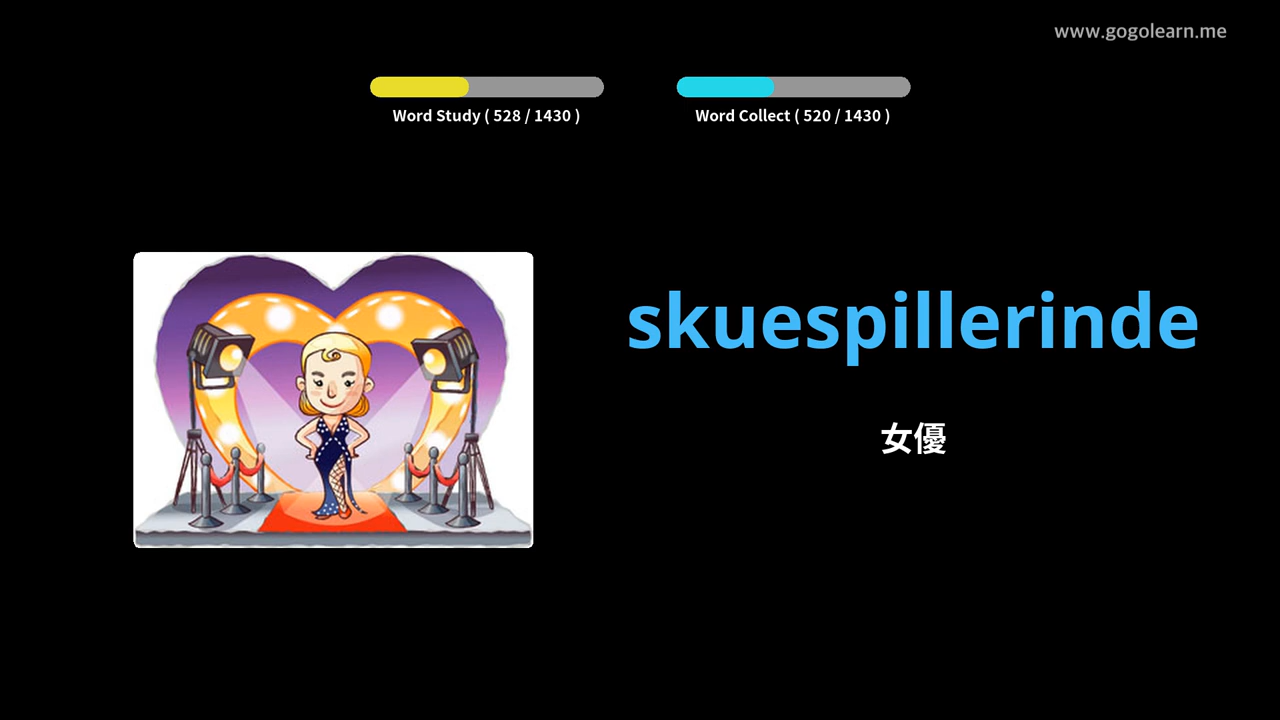 www.gogolearn.me
Word Study ( 528 / 1430 )
Word Collect ( 520 / 1430 )
skuespillerinde
女優